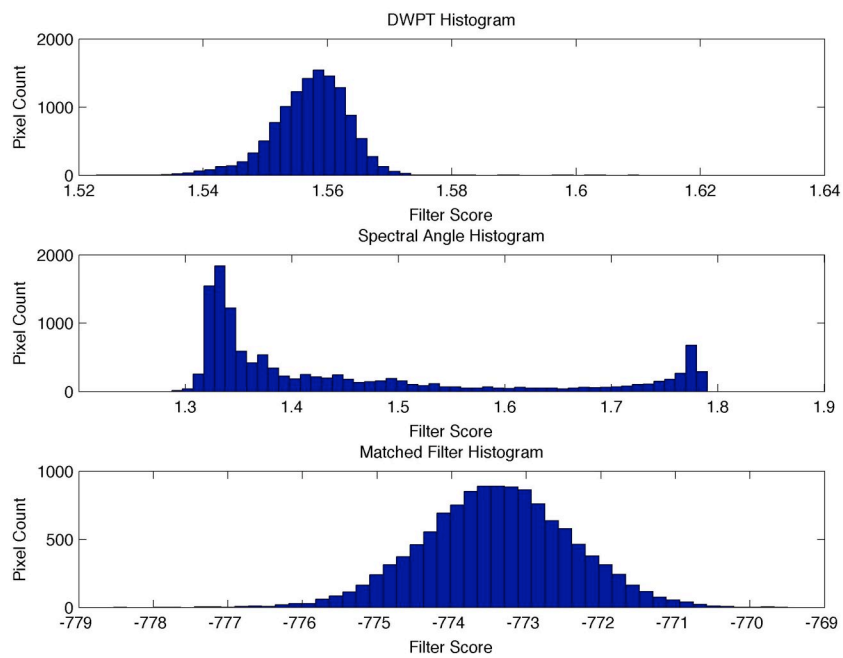 DWPT Histogram
2000
1000
0
Pixel Count
1.52 1.54 1.56 1.58 1.6 1.62 1.64
Filter Score
Spectral Angle Histogram
2000
1000
0
Pixel Count
1.3 1.4 1.5 1.6 1.7 1.8 1.9
Filter Score
Matched Filter Histogram
1000
500
0
Pixel Count
-779 -778 -777 -776 -775 -774 -773 -772 -771 -770 -769
Filter Score